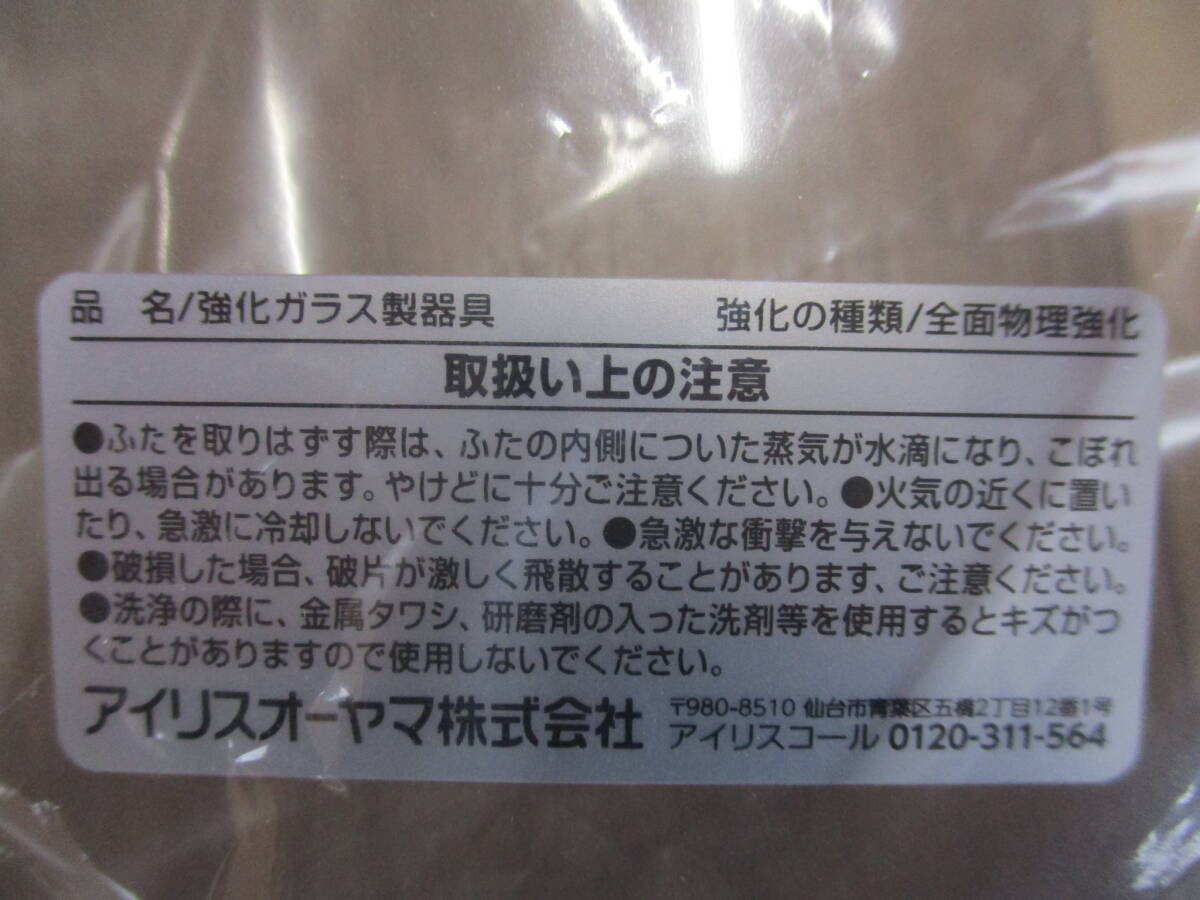 品　名/強化ガラス製器具　強化の種類/全面物理強化
取扱い上の注意
●ふたを取りはずす際は、ふたの内側についた蒸気が水滴になり、こぼれ
出る場合があります。やけどに十分ご注意ください。●火気の近くに置い
たり、急激に冷却しないでください。●急激な衝撃を与えないでください。
●破損した場合、破片が激しく飛散することがあります、ご注意ください。
●洗浄の際に、金属タワシ、研磨剤の入った洗剤等を使用するとキズがつ
くことがありますので使用しないでください。
アイリスオーヤマ株式会社
〒980-8510 仙台市青葉区五橋2丁目12番1号
アイリスコール 0120-311-564